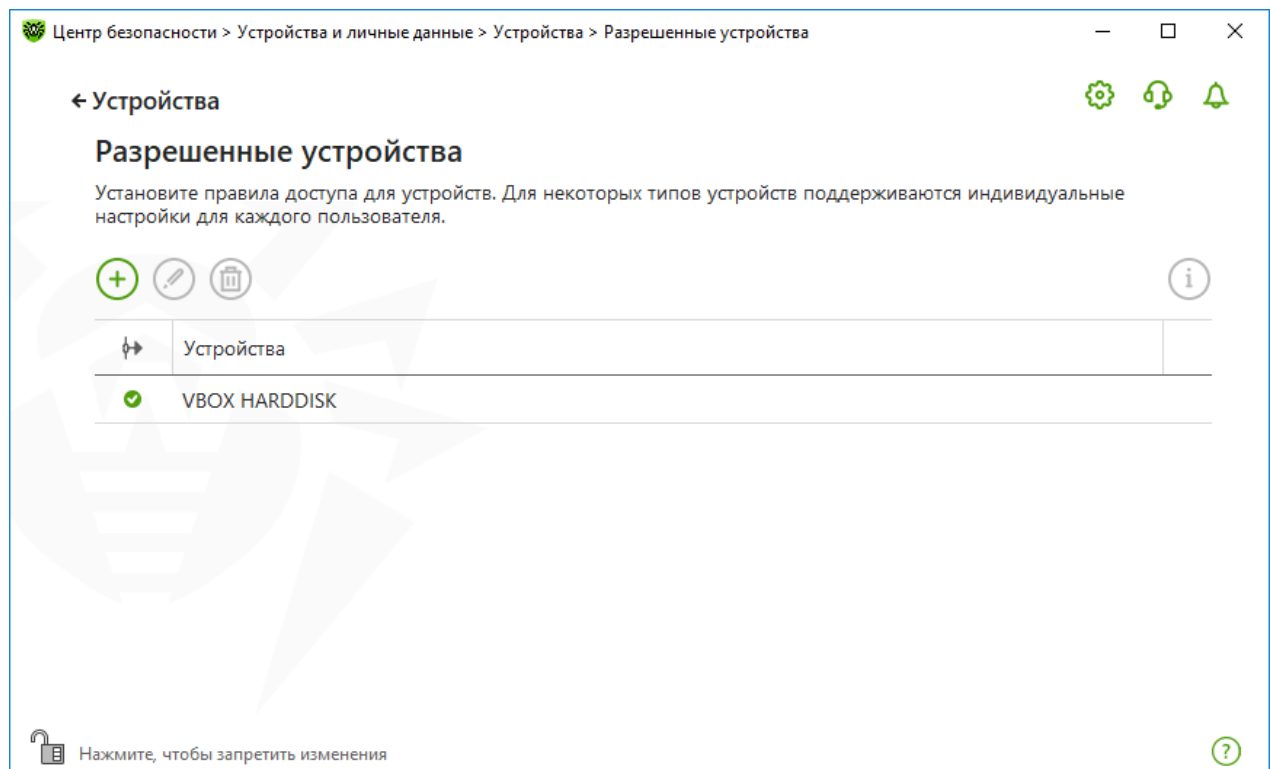 Центр безопасности > Устройства и личные данные > Устройства > Разрешенные устройства
Устройства
Разрешенные устройства
Установите правила доступа для устройств. Для некоторых типов устройств поддерживаются индивидуальные
настройки для каждого пользователя.
Устройства
VBOX HARDDISK
Нажмите, чтобы запретить изменения